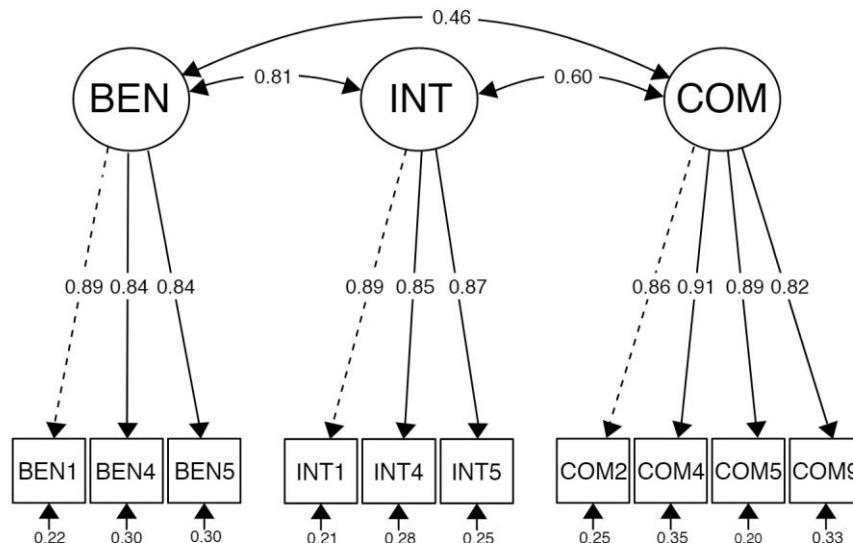 0.46
0.81 0.60
BEN INT COM
0.89 0.84 0.84 0.89 0.85 0.87 0.86 0.91 0.89 0.82
BEN1 BEN4 BEN5 INT1 INT4 INT5 COM2 COM4 COM5 COM9
0.22 0.30 0.30 0.21 0.28 0.25 0.25 0.35 0.20 0.33